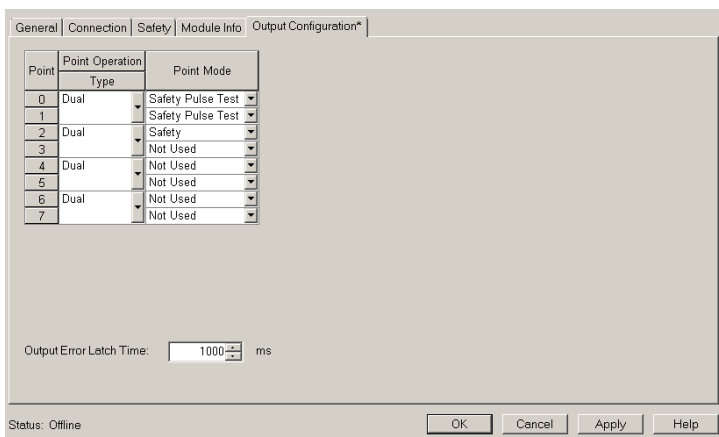 General Connection Safety Module Info Output Configuration*
Point Point Operation Point Mode
Type
0 Dual Safety Pulse Test
1 Safety Pulse Test
2 Dual Safety
3 Not Used
4 Dual Not Used
5 Not Used
6 Dual Not Used
7 Not Used
Output Error Latch Time: 1000 ms
Status: Offline OK Cancel Apply Help